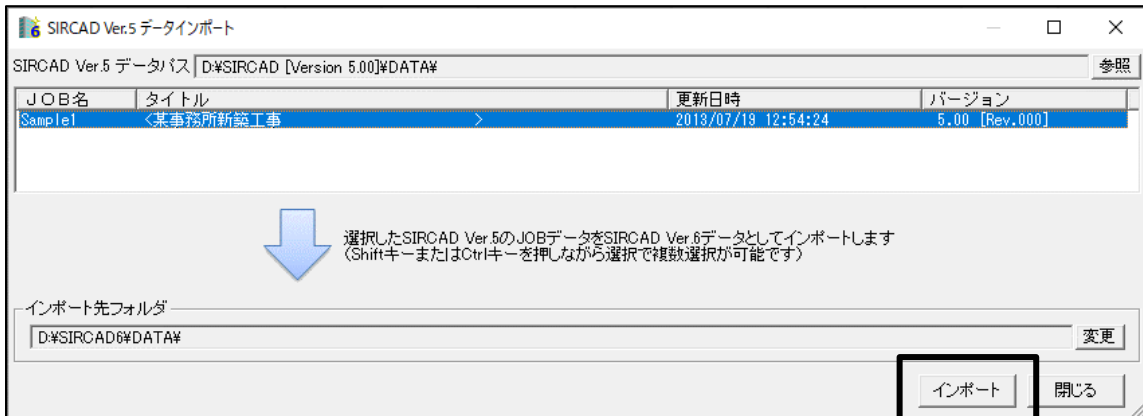 SIRCAD Ver.5 データインポート
SIRCAD Ver.5 データパス D:¥SIRCAD [Version 5.00]¥DATA¥ 参照
JOB名 タイトル 更新日時 バージョン
Sample1 <某事務所新築工事 > 2013/07/19 12:54:24 5.00 [Rev.000]
選択したSIRCAD Ver.5のJOBデータをSIRCAD Ver.6データとしてインポートします
(ShiftキーまたはCtrlキーを押しながら選択で複数選択が可能です)
インポート先フォルダ
D:¥SIRCAD6¥DATA¥ 変更
インポート 閉じる